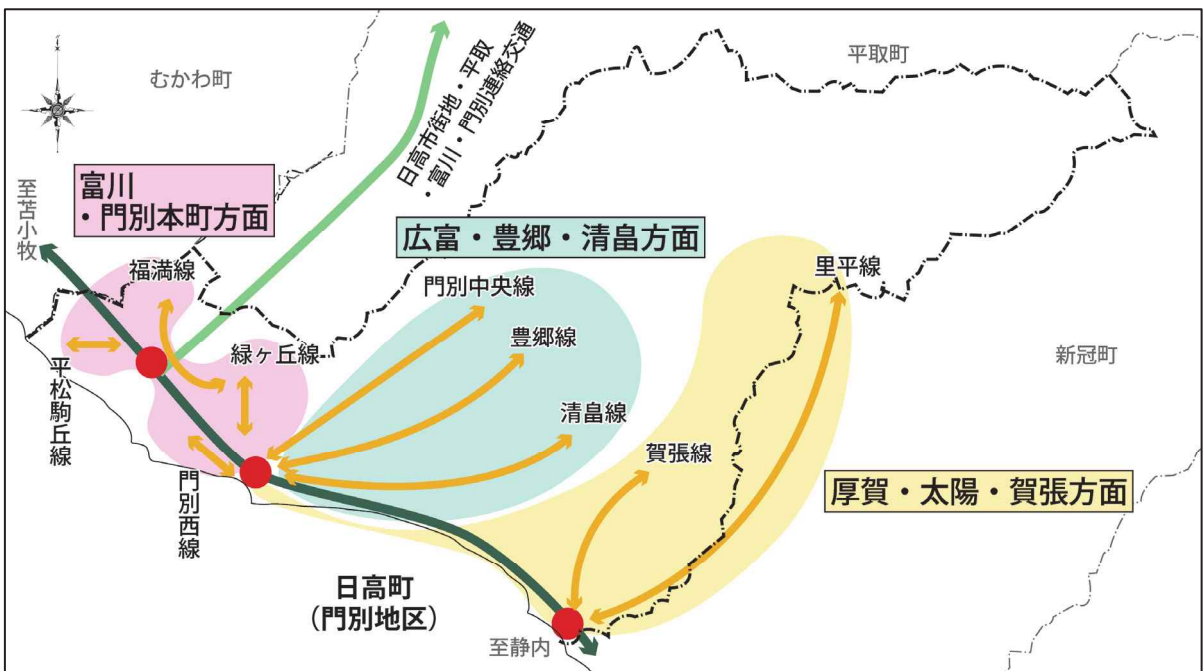 むかわ町
平取町
日高市街地・平取
・富川・門別連絡交通
至苫小牧
富川
・門別本町方面
広富・豊郷・清畠方面
福満線
門別中央線
里平線
豊郷線
緑ヶ丘線
新冠町
平松駒丘線
清畠線
賀張線
門別西線
厚賀・太陽・賀張方面
日高町
（門別地区）
至静内